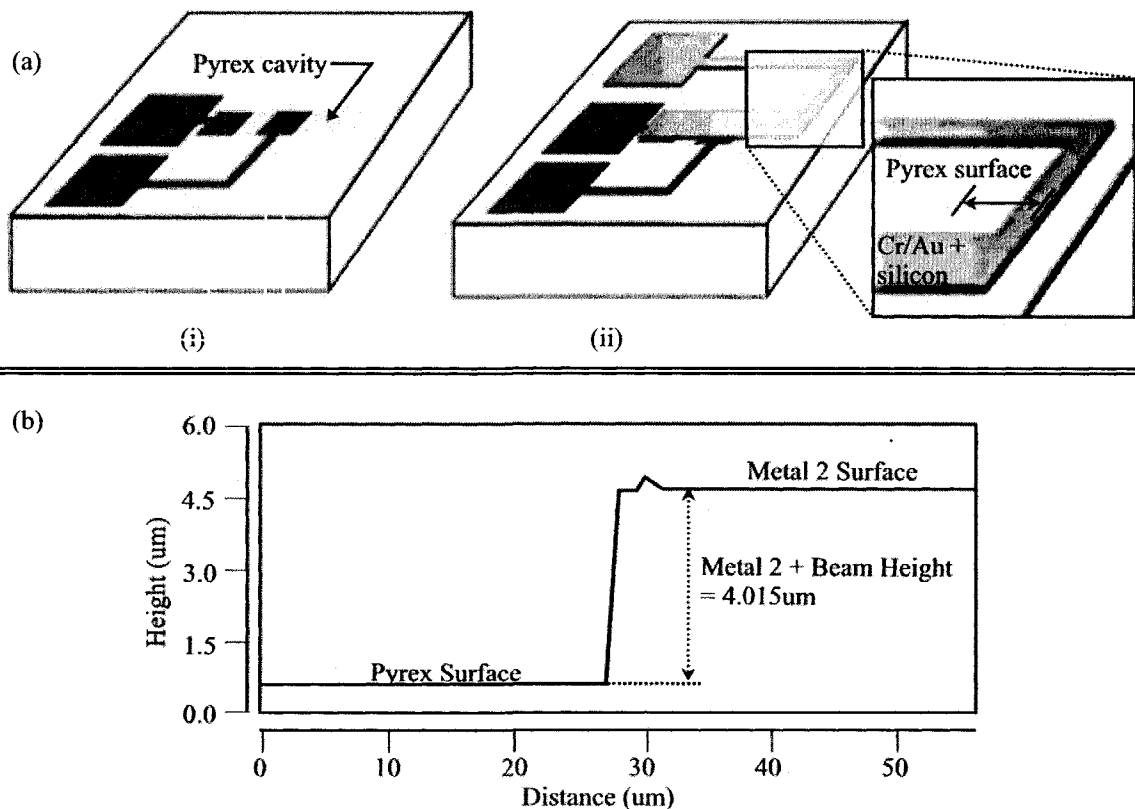 (a)
Pyrex cavity
Pyrex surface
Cr/Au +
silicon
(i)
(ii)
(b)
6.0
4.5
3.0
1.5
0.0
Height (um)
Metal 2 Surface
Metal 2 + Beam Height
= 4.015um
Pyrex Surface
0
10
20
30
40
50
Distance (um)